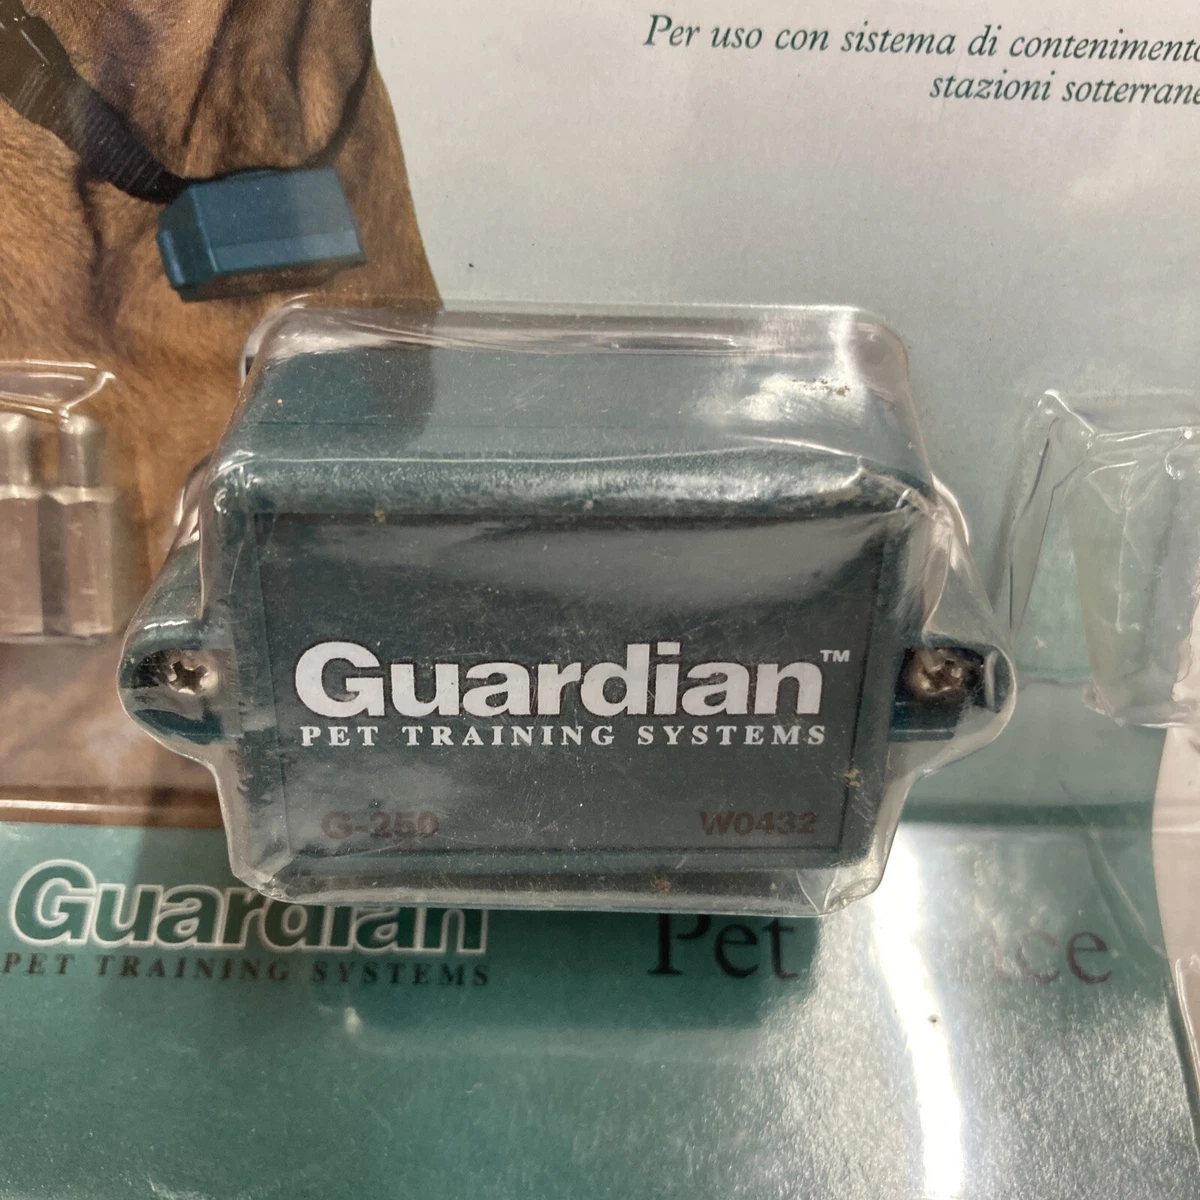 Per uso con sistema di contenimento
stazioni sotterrane
Guardian™
PET TRAINING SYSTEMS
G-250 W0432
Guardian
PET TRAINING SYSTEMS
Pet